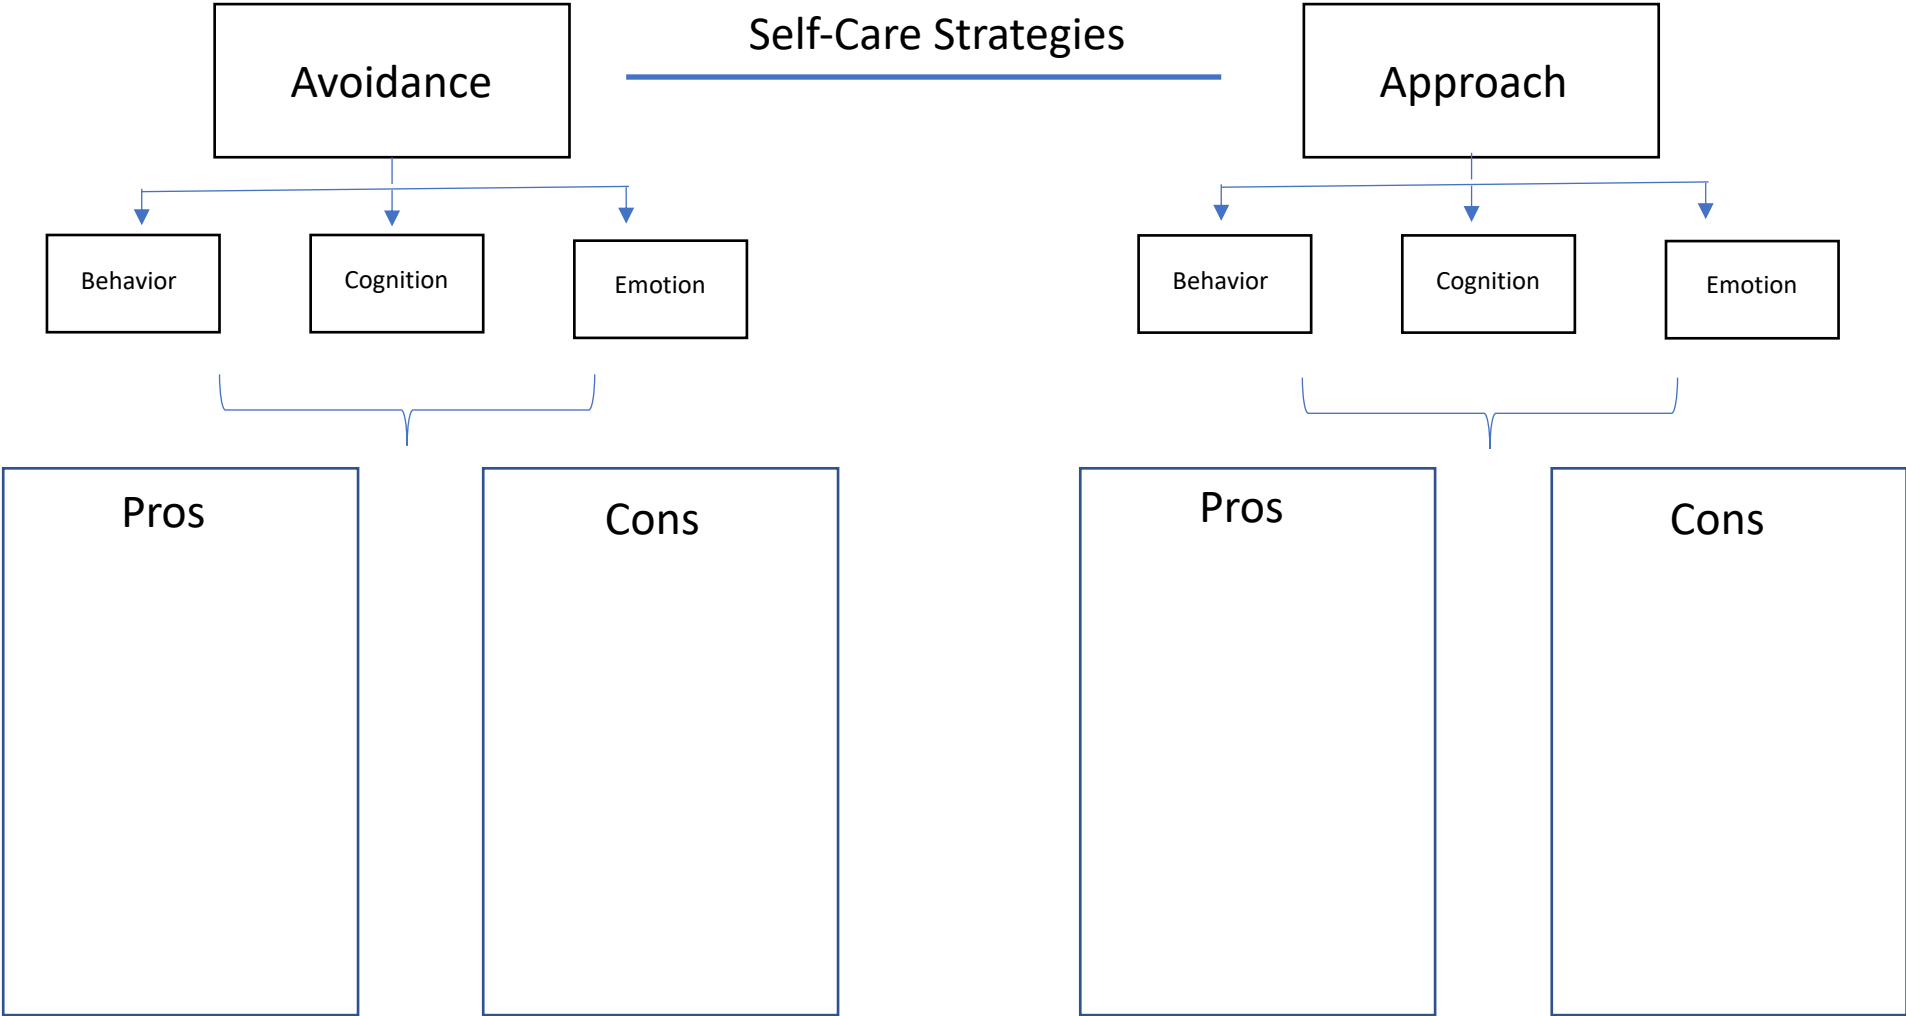 Self-Care Strategies
Avoidance
Approach
Behavior
Cognition
Emotion
Behavior
Cognition
Emotion
Pros
Cons
Pros
Cons